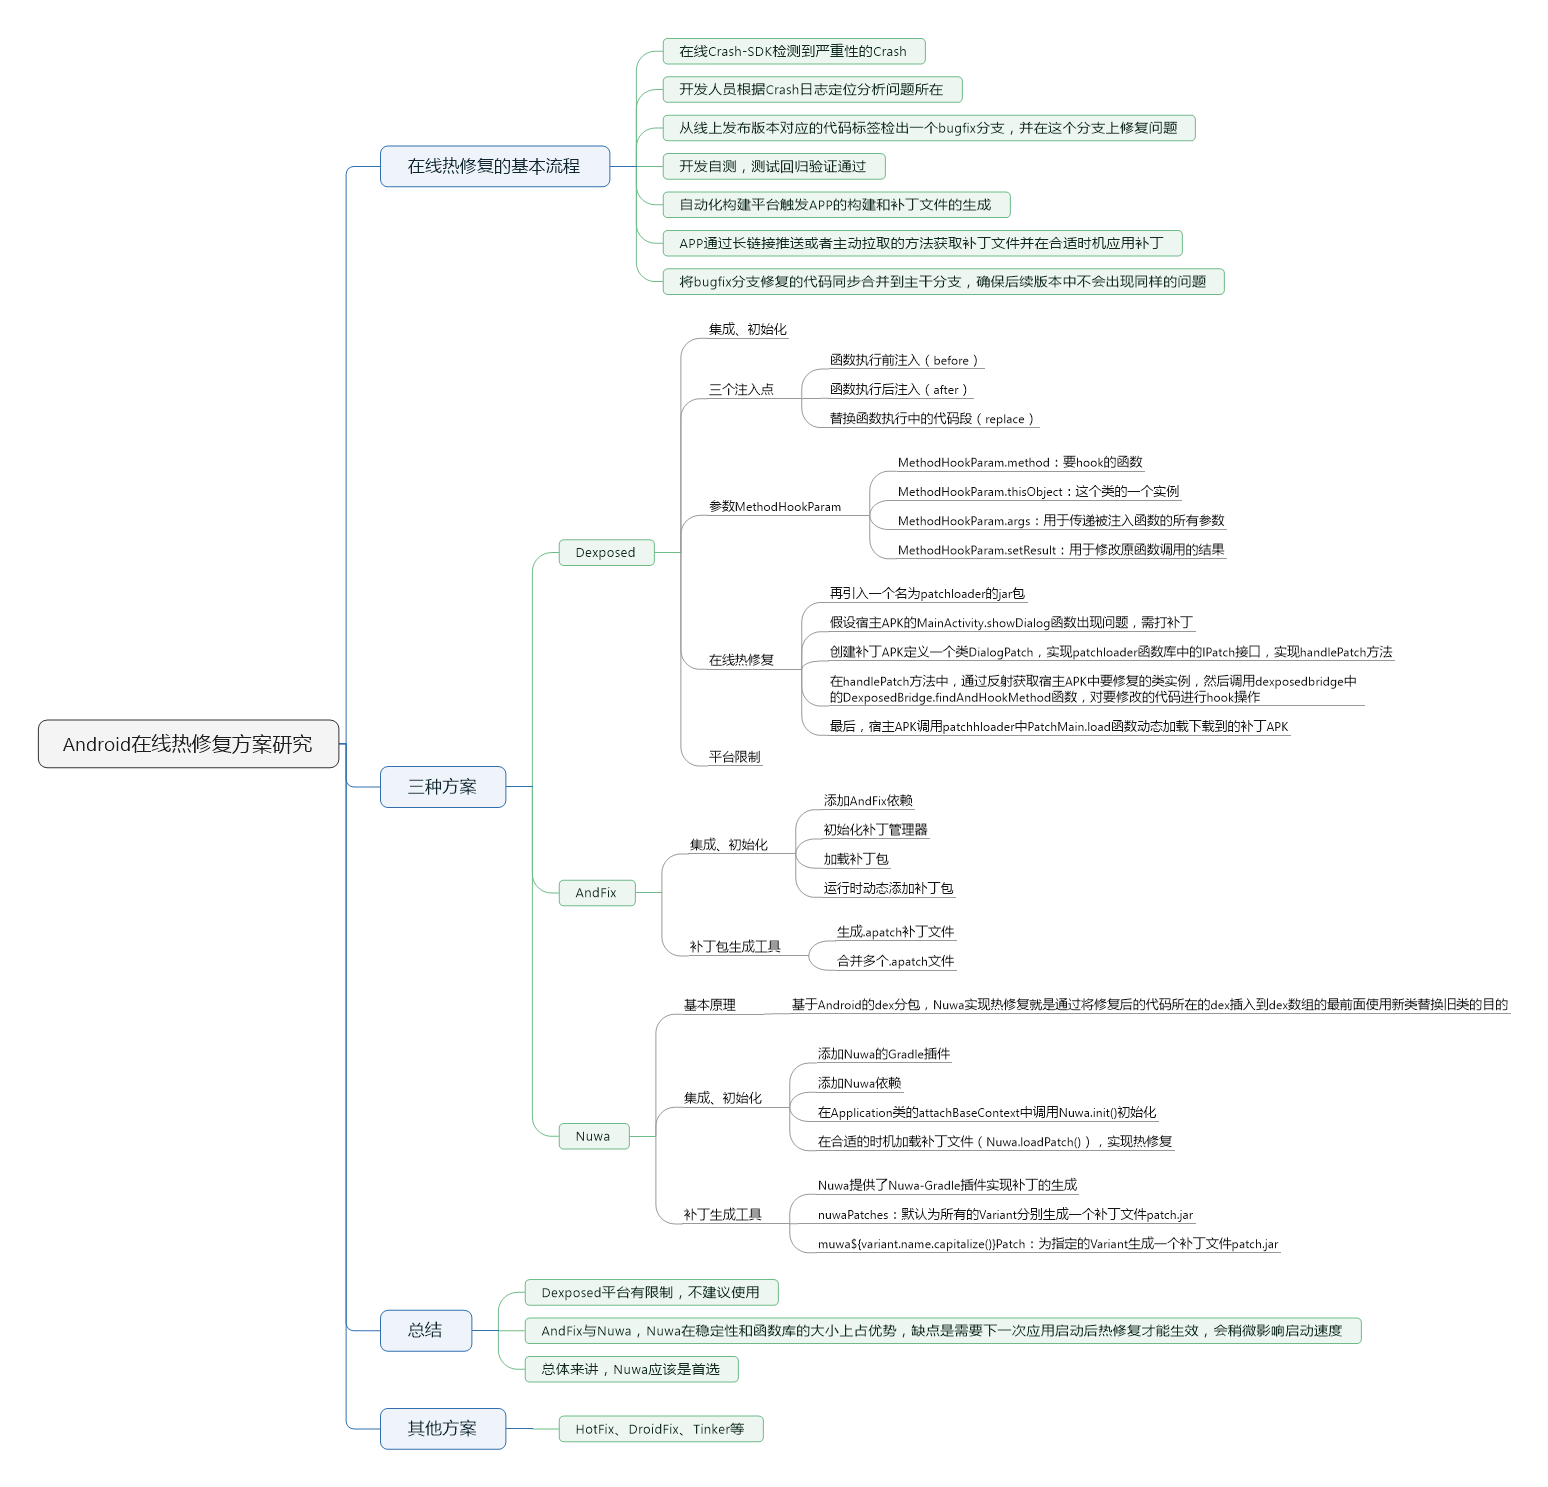 Android在线热修复方案研究
在线热修复的基本流程
在线Crash-SDK检测到严重性的Crash
开发人员根据Crash日志定位分析问题所在
从线上发布版本对应的代码标签检出一个bugfix分支，并在这个分支上修复问题
开发自测，测试回归验证通过
自动化构建平台触发APP的构建和补丁文件的生成
APP通过长链接推送或者主动拉取的方法获取补丁文件并在合适时机应用补丁
将bugfix分支修复的代码同步合并到主干分支，确保后续版本中不会出现同样的问题
三种方案
Dexposed
集成、初始化
三个注入点
函数执行前注入（before）
函数执行后注入（after）
替换函数执行中的代码段（replace）
参数MethodHookParam
MethodHookParam.method：要hook的函数
MethodHookParam.thisObject：这个类的一个实例
MethodHookParam.args：用于传递被注入函数的所有参数
MethodHookParam.setResult：用于修改原函数调用的结果
在线热修复
再引入一个名为patchloader的jar包
假设宿主APK的MainActivity.showDialog函数出现问题，需打补丁
创建补丁APK定义一个类DialogPatch，实现patchloader函数库中的IPatch接口，实现handlePatch方法
在handlePatch方法中，通过反射获取宿主APK中要修复的类实例，然后调用dexposedbridge中
的DexposedBridge.findAndHookMethod函数，对要修改的代码进行hook操作
最后，宿主APK调用patchhloader中PatchMain.load函数动态加载下载到的补丁APK
平台限制
AndFix
集成、初始化
添加AndFix依赖
初始化补丁管理器
加载补丁包
运行时动态添加补丁包
补丁包生成工具
生成.apatch补丁文件
合并多个.apatch文件
Nuwa
基本原理
基于Android的dex分包，Nuwa实现热修复就是通过将修复后的代码所在的dex插入到dex数组的最前面使用新类替换旧类的目的
集成、初始化
添加Nuwa的Gradle插件
添加Nuwa依赖
在Application类的attachBaseContext中调用Nuwa.init()初始化
在合适的时机加载补丁文件（Nuwa.loadPatch()），实现热修复
补丁生成工具
Nuwa提供了Nuwa-Gradle插件实现补丁的生成
nuwaPatches：默认为所有的Variant分别生成一个补丁文件patch.jar
muwa${variant.name.capitalize()}Patch：为指定的Variant生成一个补丁文件patch.jar
总结
Dexposed平台有限制，不建议使用
AndFix与Nuwa，Nuwa在稳定性和函数库的大小上占优势，缺点是需要下一次应用启动后热修复才能生效，会稍微影响启动速度
总体来讲，Nuwa应该是首选
其他方案
HotFix、DroidFix、Tinker等